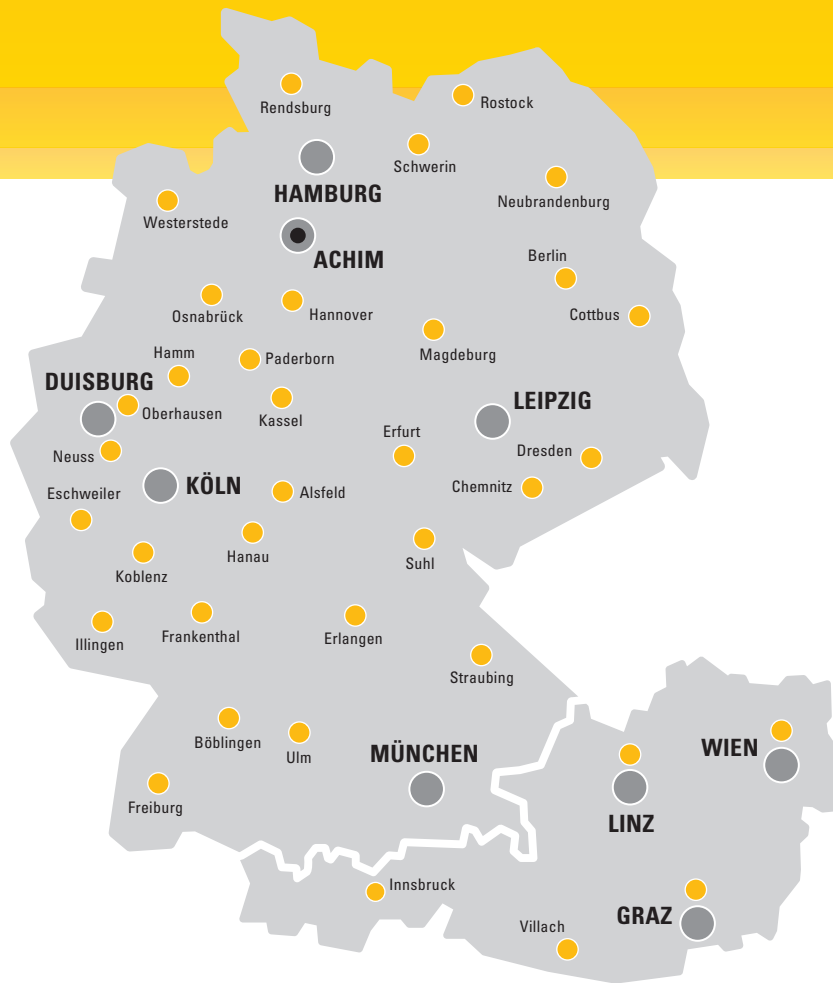 Rendsburg
Rostock
Schwerin
HAMBURG
Neubrandenburg
Westerstede
Berlin
ACHIM
Osnabrück
Hannover
Cottbus
Hamm
Paderborn
Magdeburg
DUISBURG
LEIPZIG
Oberhausen
Kassel
Erfurt
Dresden
Neuss
KÖLN
Chemnitz
Eschweiler
Alsfeld
Hanau
Suhl
Koblenz
Illingen
Frankenthal
Erlangen
Straubing
Böblingen
Ulm
MÜNCHEN
WIEN
Freiburg
LINZ
Innsbruck
GRAZ
Villach